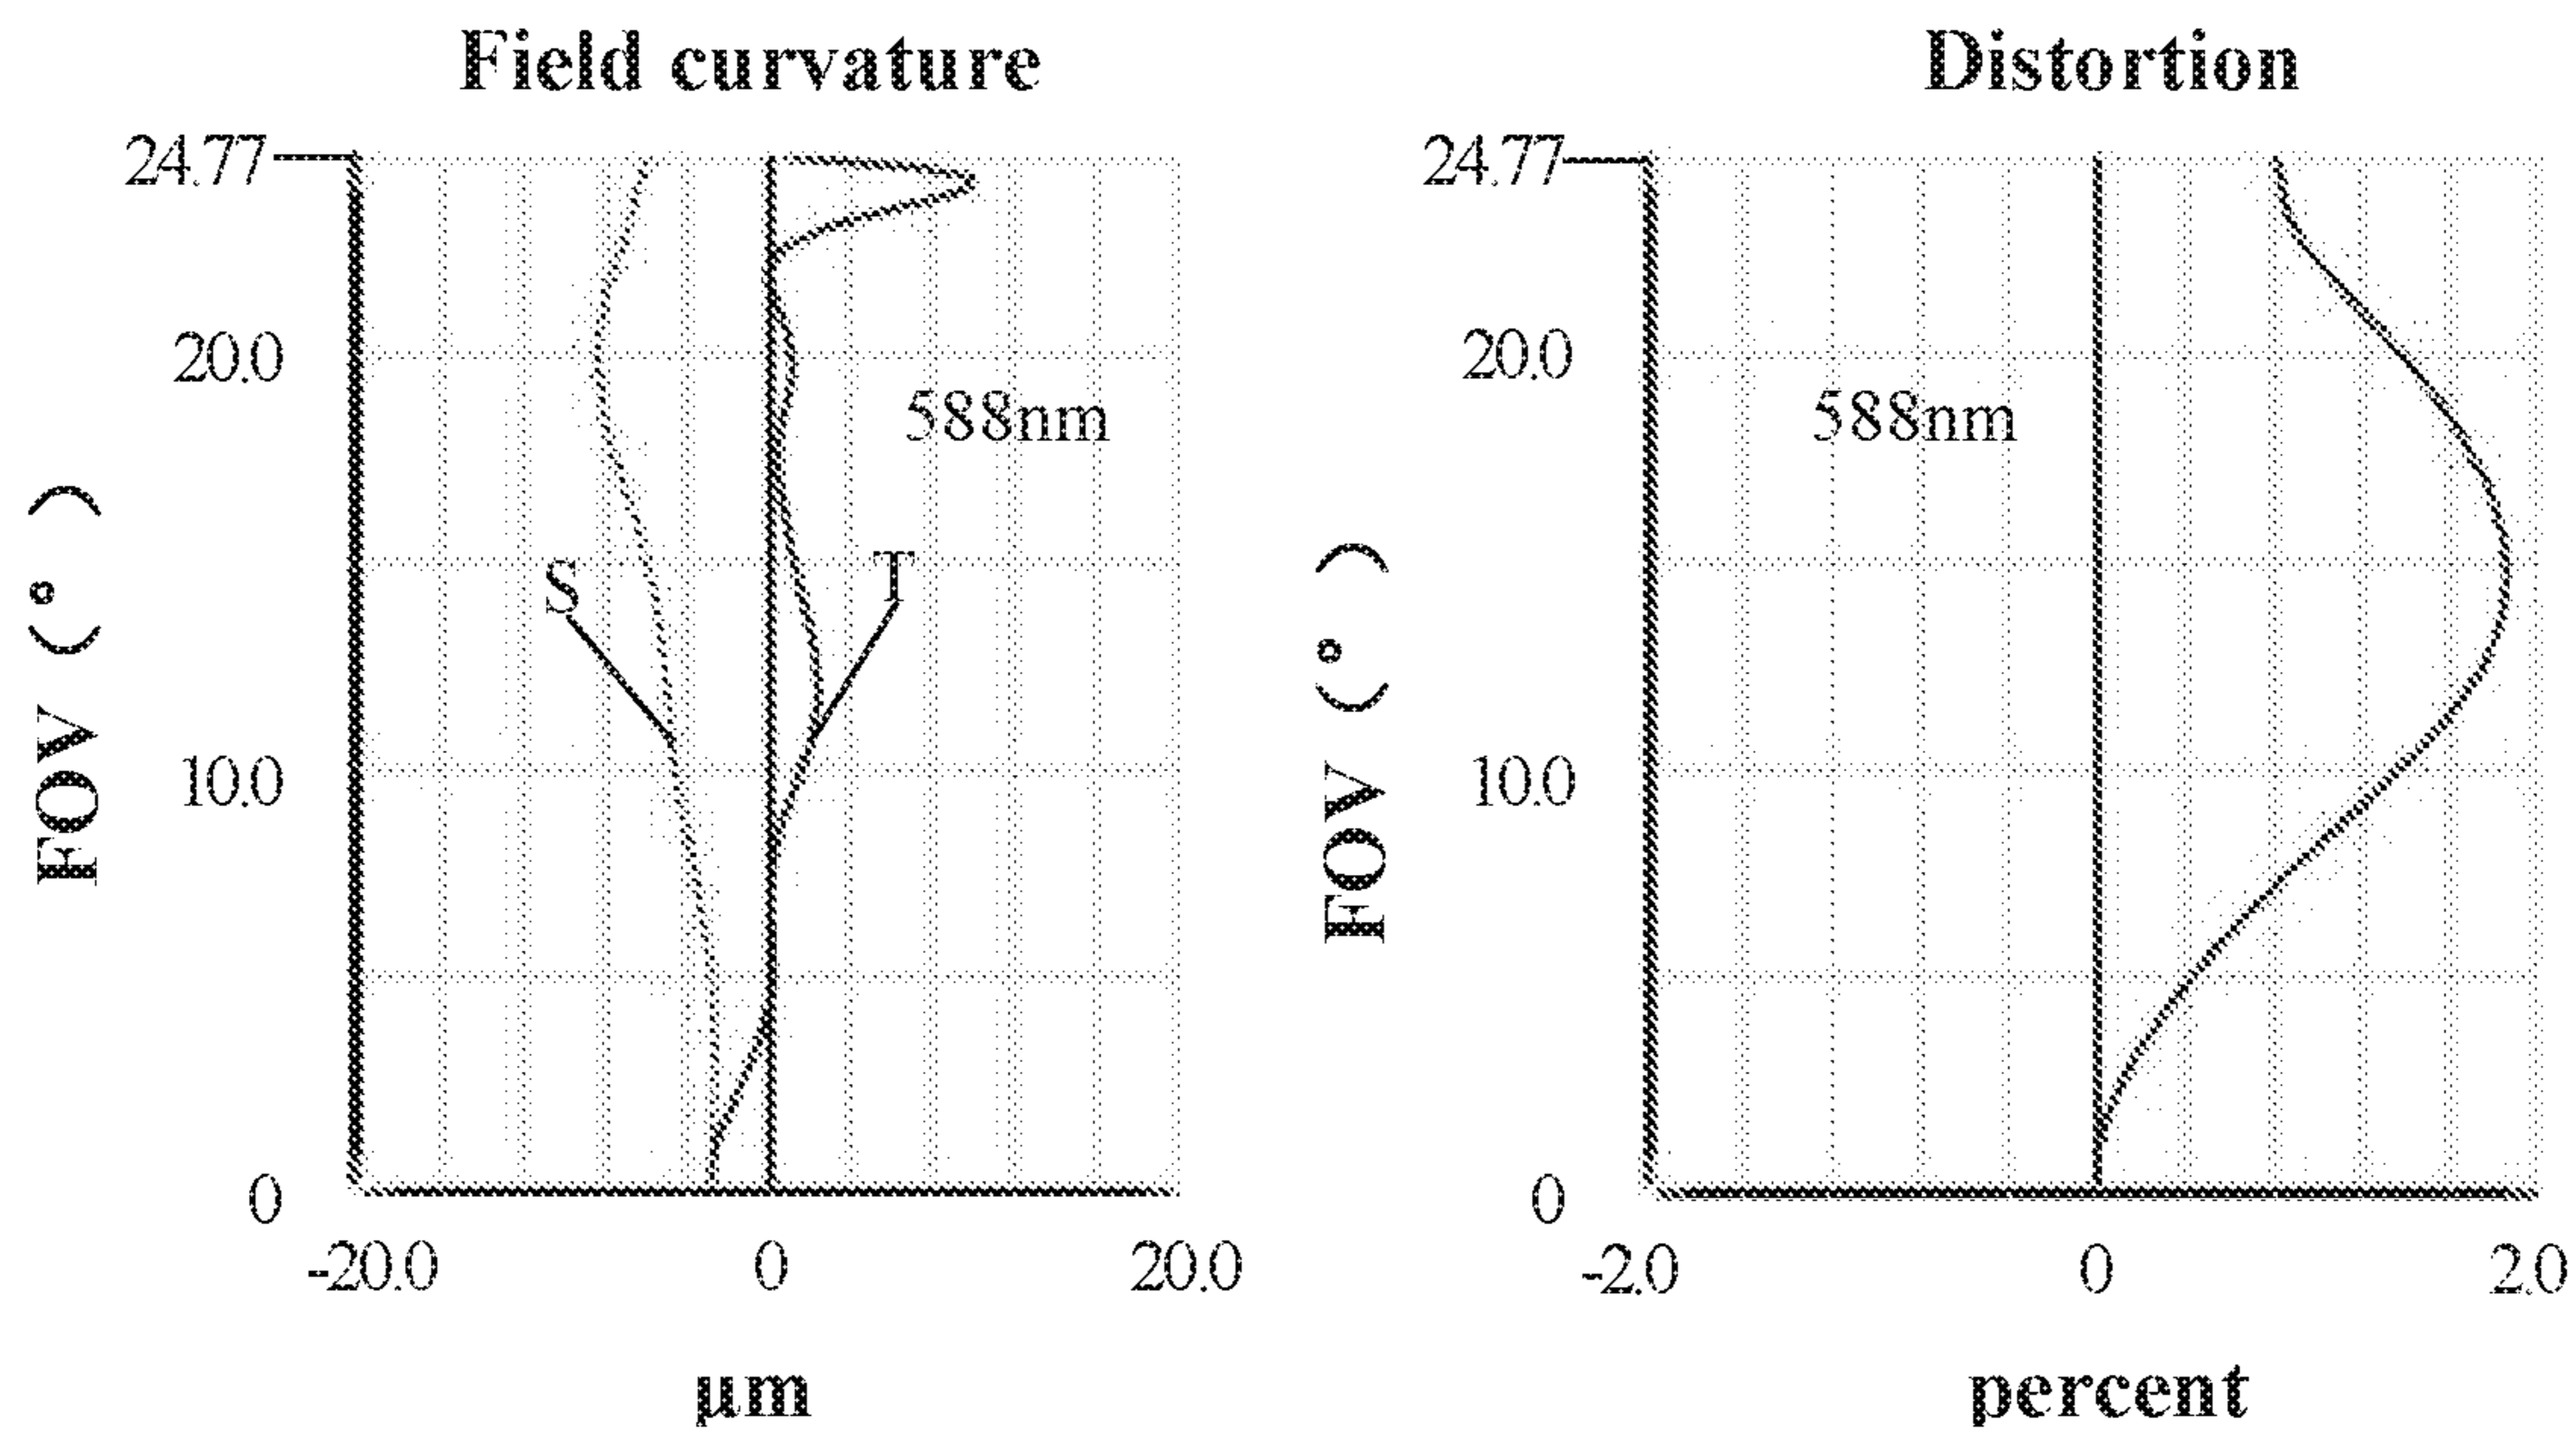 Field curvature
24.77
20.0
588nm
S
T
FOV (°)
10.0
0
-20.0 0 20.0
µm
Distortion
24.77
20.0
588nm
FOV (°)
10.0
0
-2.0 0 2.0
percent